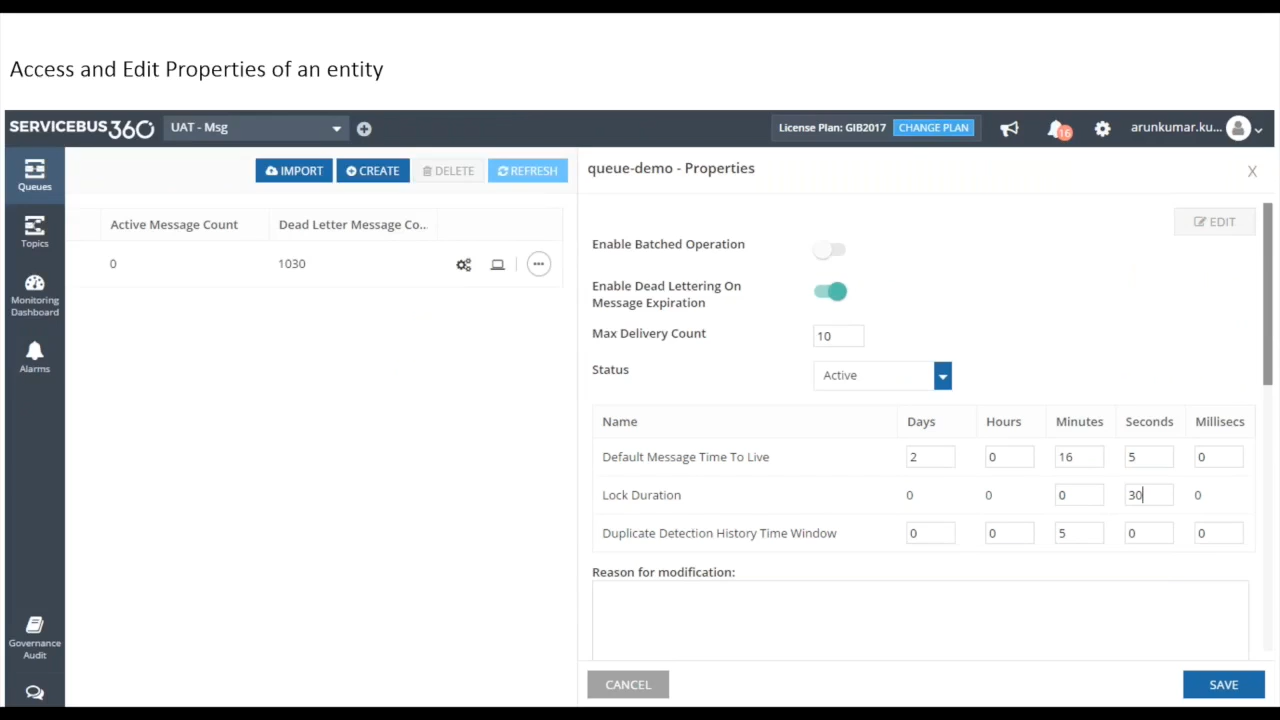 Access and Edit Properties of an entity
SERVICEBUS360 UAT - Msg License Plan: GIB2017 CHANGE PLAN 16 arunkumar.ku...
Queues
Topics
Monitoring
Dashboard
Alarms
Governance
Audit
IMPORT CREATE DELETE REFRESH
Active Message Count Dead Letter Message Co...
0 1030
queue-demo - Properties X
EDIT
Enable Batched Operation
Enable Dead Lettering On
Message Expiration
Max Delivery Count 10
Status Active
Name Days Hours Minutes Seconds Millisecs
Default Message Time To Live 2 0 16 5 0
Lock Duration 0 0 0 30 0
Duplicate Detection History Time Window 0 0 5 0 0
Reason for modification:
CANCEL SAVE